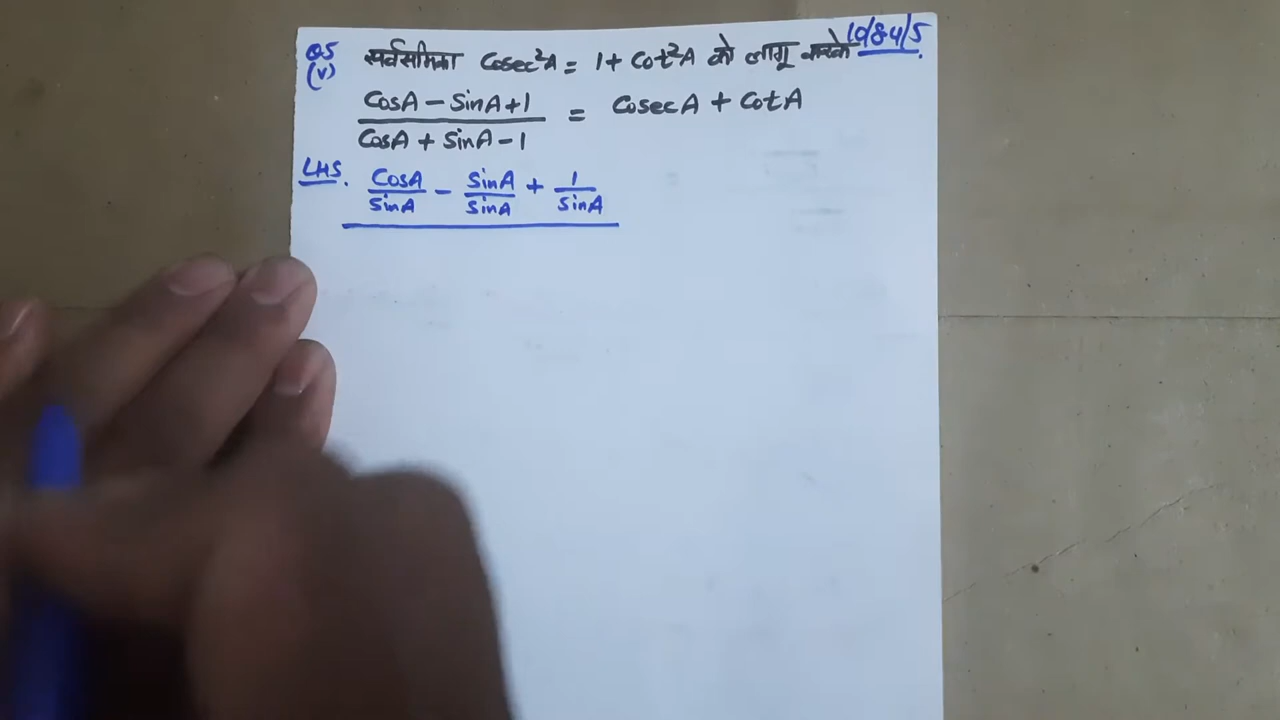 Q5 सर्वसमिका Cosec²A = 1 + Cot²A को लागू करके 10/8.4/5
(v) CosA - SinA + 1 / CosA + SinA - 1 = CosecA + CotA
LHS. CosA/SinA - SinA/SinA + 1/SinA